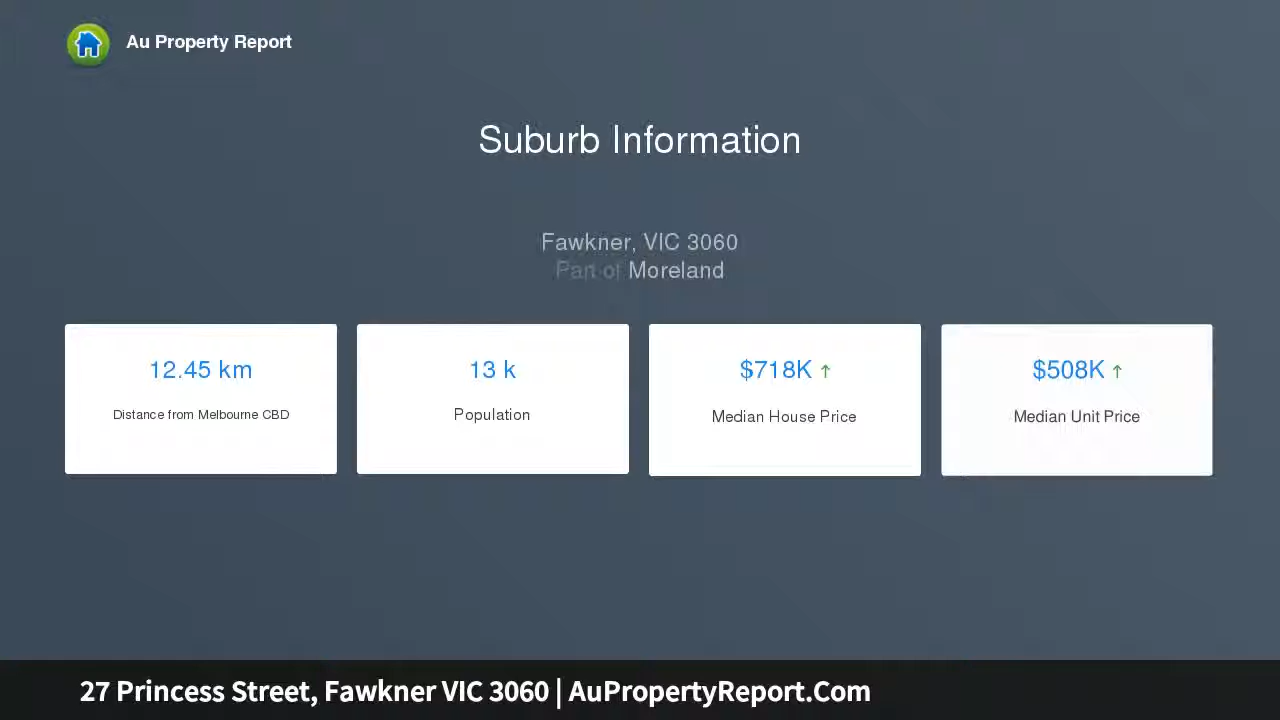 Au Property Report
Suburb Information
Fawkner, VIC 3060
Part of Moreland
12.45 km
Distance from Melbourne CBD
13 k
Population
$718K ↑
Median House Price
$508K ↑
Median Unit Price
27 Princess Street, Fawkner VIC 3060 | AuPropertyReport.Com